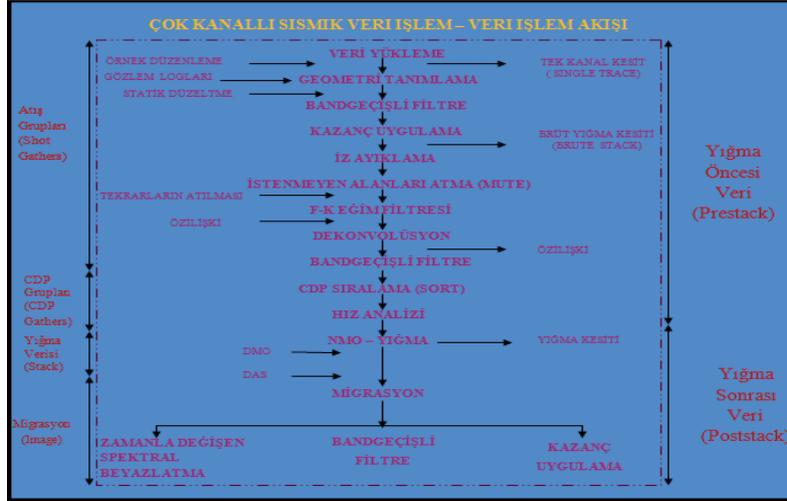 ÇOK KANALLI SISMIK VERI IŞLEM – VERI IŞLEM AKIŞI
VERİ YÜKLEME
ÖRNEK DÜZENLEME
TEK KANAL KESİT
( SINGLE TRACE)
GÖZLEM LOGLARI
GEOMETRİ TANIMLAMA
STATİK DÜZELTME
BANDGEÇİŞLİ FİLTRE
Atış
Grupları
(Shot
Gathers)
KAZANÇ UYGULAMA
BRÜT YIĞMA KESİTİ
(BRUTE STACK)
İZ AYIKLAMA
Yığma
Öncesi
Veri
(Prestack)
İSTENMEYEN ALANLARI ATMA (MUTE)
TEKRARLARIN ATILMASI
F-K EĞİM FİLTRESİ
ÖZİLİŞKİ
DEKONVOLÜSYON
ÖZİLİŞKİ
BANDGEÇİŞLİ FİLTRE
CDP
Grupları
(CDP
Gathers)
CDP SIRALAMA (SORT)
HIZ ANALİZİ
Yığma
Verisi
(Stack)
NMO – YIĞMA
YIĞMA KESİTİ
DMO
DAS
MİGRASYON
Yığma
Sonrası
Veri
(Poststack)
Migrasyon
(Image)
ZAMANLA DEĞİŞEN
SPEKTRAL
BEYAZLATMA
BANDGEÇİŞLİ
FİLTRE
KAZANÇ
UYGULAMA